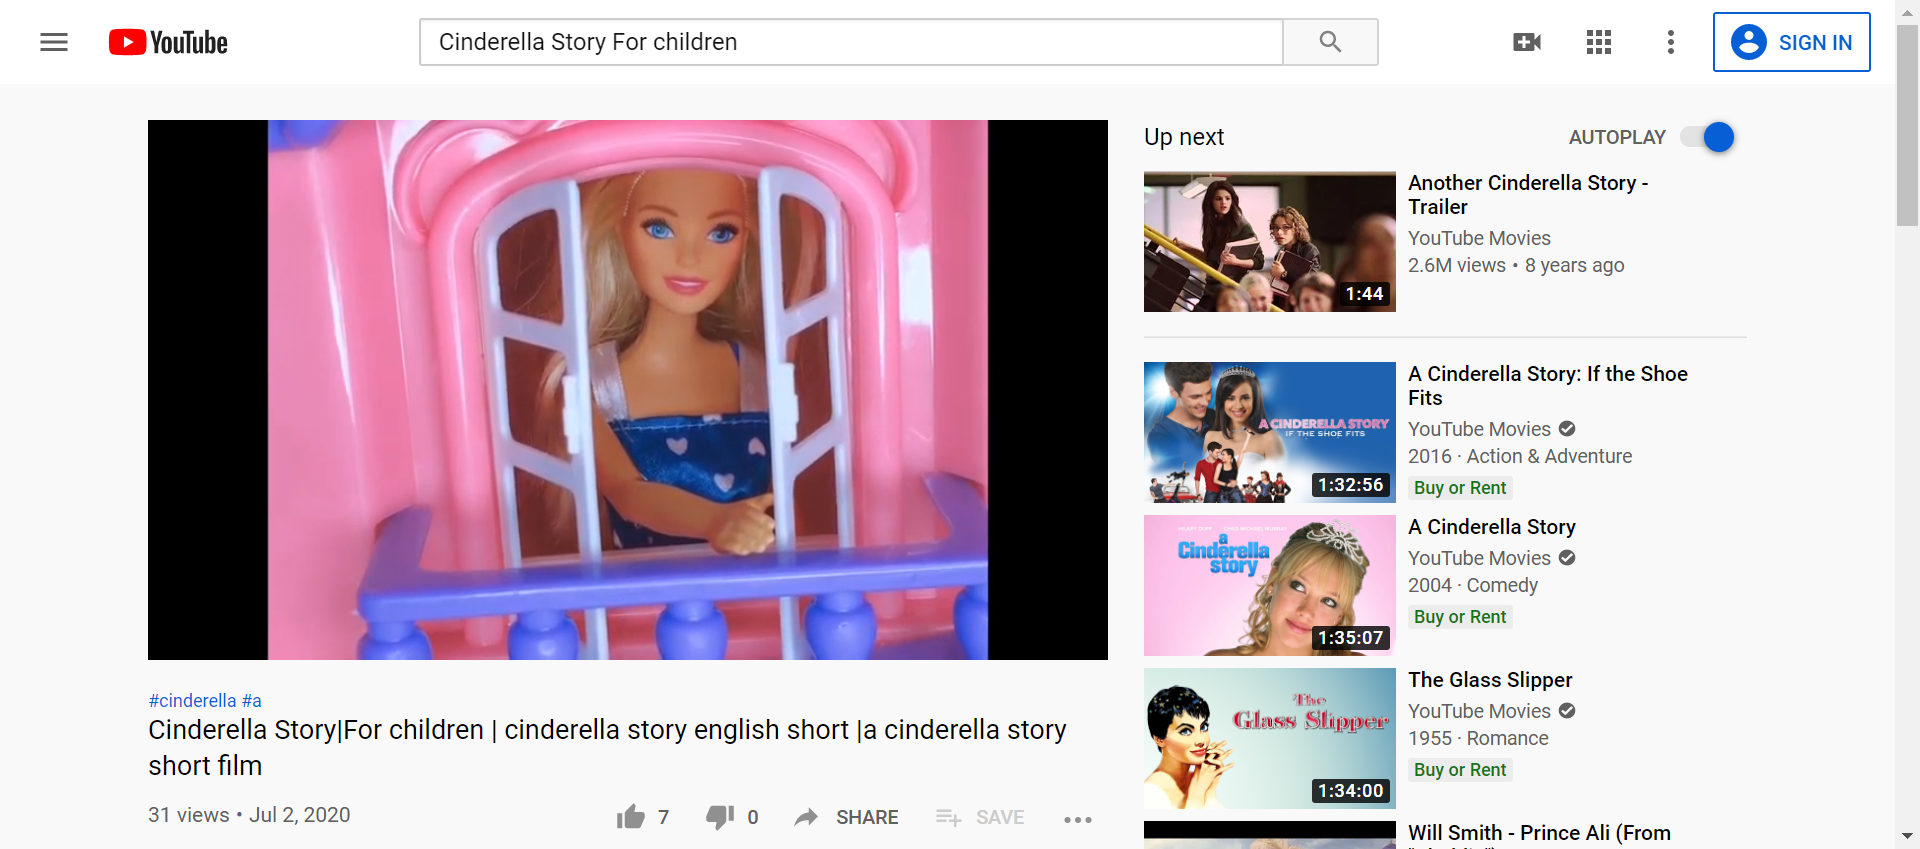 YouTube
Cinderella Story For children
SIGN IN
Up next
AUTOPLAY
1:44
Another Cinderella Story -
Trailer
YouTube Movies
2.6M views • 8 years ago
A CINDERELLA STORY
IF THE SHOE FITS
1:32:56
A Cinderella Story: If the Shoe
Fits
YouTube Movies
2016 · Action & Adventure
Buy or Rent
a
Cinderella
story
1:35:07
A Cinderella Story
YouTube Movies
2004 · Comedy
Buy or Rent
The
Glass Slipper
1:34:00
The Glass Slipper
YouTube Movies
1955 · Romance
Buy or Rent
Will Smith - Prince Ali (From
#cinderella #a
Cinderella Story|For children | cinderella story english short |a cinderella story
short film
31 views • Jul 2, 2020
7
0
SHARE
SAVE